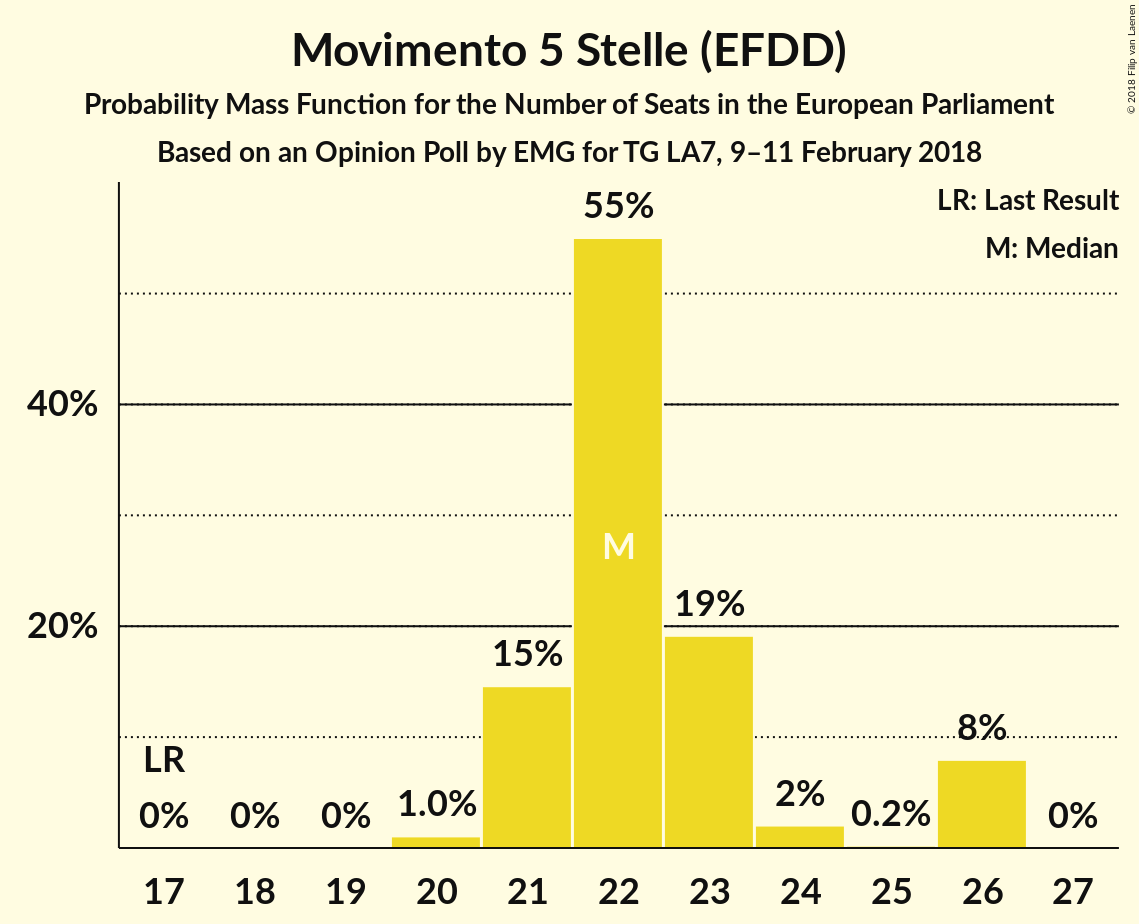 Movimento 5 Stelle (EFDD)
Probability Mass Function for the Number of Seats in the European Parliament
Based on an Opinion Poll by EMG for TG LA7, 9–11 February 2018
© 2018 Filip van Laenen
LR: Last Result
M: Median
55%
40%
M
19%
20%
15%
8%
LR
2%
1.0%
0.2%
0%
0%
0%
0%
17 18 19 20 21 22 23 24 25 26 27